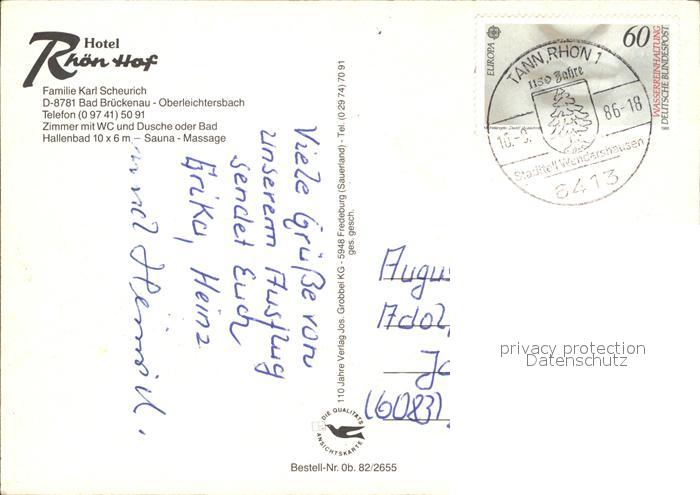 Hotel
Rhön Hof
Familie Karl Scheurich
D-8781 Bad Brückenau - Oberleichtersbach
Telefon (0 97 41) 50 91
Zimmer mit WC und Dusche oder Bad
Hallenbad 10 x 6 m – Sauna - Massage
Viele Grüße von
unserem Ausflug
sendet Euch
Erika, Heinz
und
110 Jahre Verlag Jos. Grobbel KG - 5948 Fredeburg (Sauerland) - Tel. (0 29 74) 70 91
ges. gesch.
EUROPA
60
WASSERREINHALTUNG
DEUTSCHE BUNDESPOST
TANN, RHÖN 1
1150 Jahre
86-18
Stadtteil Wendershausen
6413
Augu
Adol
Jo
(6083)
privacy protection
Datenschutz
DIE QUALITÄTS
ANSICHTSKARTE
Bestell-Nr. 0b. 82/2655